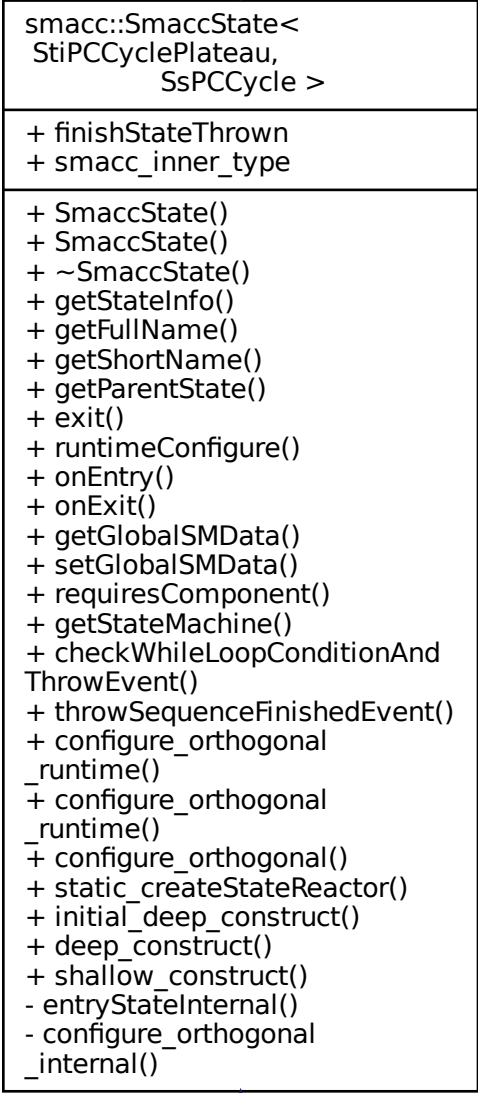 smacc::SmaccState<
StiPCCyclePlateau,
SsPCCycle >
+ finishStateThrown
+ smacc_inner_type
+ SmaccState()
+ SmaccState()
+ ~SmaccState()
+ getStateInfo()
+ getFullName()
+ getShortName()
+ getParentState()
+ exit()
+ runtimeConfigure()
+ onEntry()
+ onExit()
+ getGlobalSMData()
+ setGlobalSMData()
+ requiresComponent()
+ getStateMachine()
+ checkWhileLoopConditionAnd
ThrowEvent()
+ throwSequenceFinishedEvent()
+ configure_orthogonal
_runtime()
+ configure_orthogonal
_runtime()
+ configure_orthogonal()
+ static_createStateReactor()
+ initial_deep_construct()
+ deep_construct()
+ shallow_construct()
- entryStateInternal()
- configure_orthogonal
_internal()